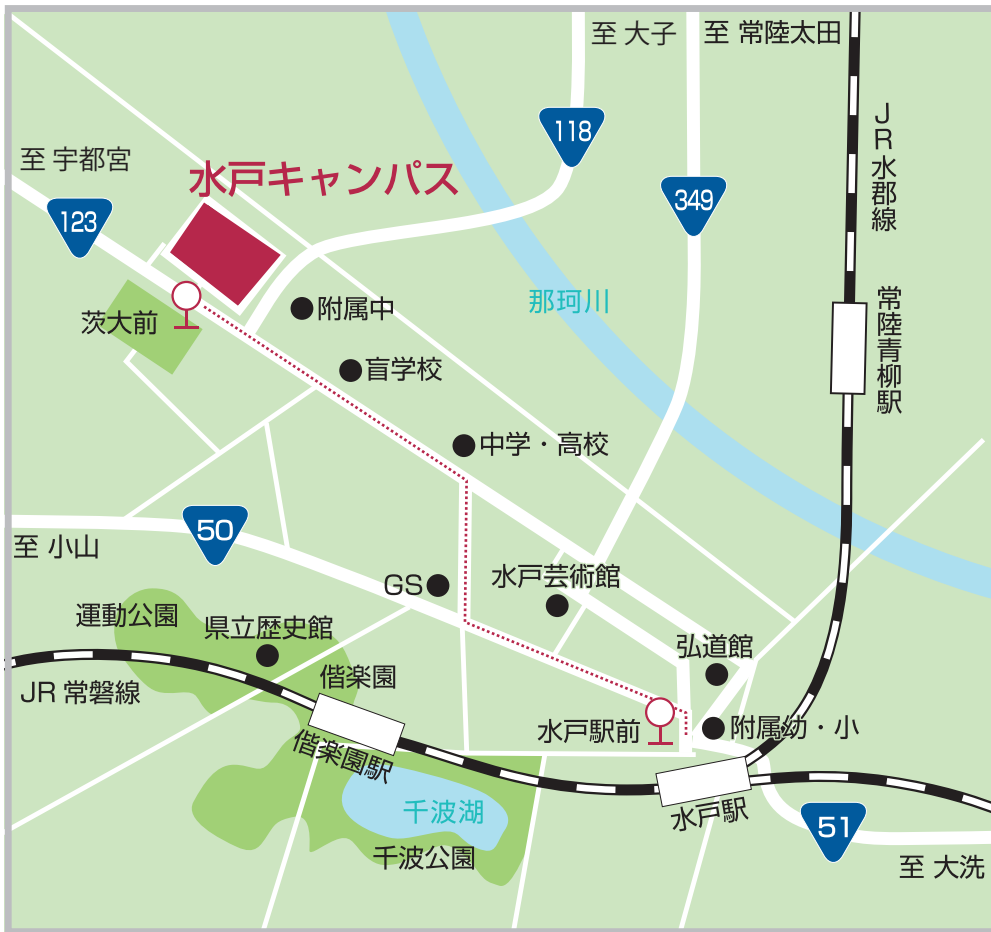 至 大子
至 常陸太田
118
JR水郡線
至 宇都宮
水戸キャンパス
123
349
常陸青柳駅
那珂川
附属中
茨大前
盲学校
中学・高校
50
至 小山
GS
水戸芸術館
運動公園
県立歴史館
弘道館
偕楽園
JR 常磐線
水戸駅前
附属幼・小
偕楽園駅
水戸駅
千波湖
51
千波公園
至 大洗